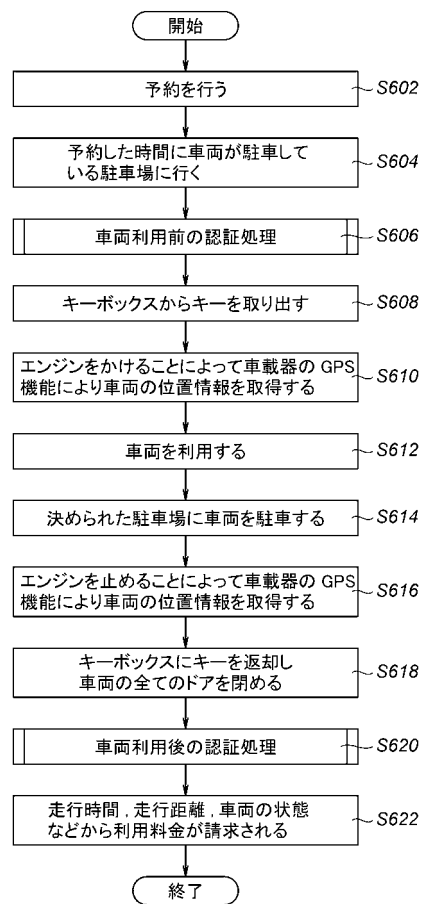 開始
予約を行う
S602
予約した時間に車両が駐車して
いる駐車場に行く
S604
車両利用前の認証処理
S606
キーボックスからキーを取り出す
S608
エンジンをかけることによって車載器の GPS
機能により車両の位置情報を取得する
S610
車両を利用する
S612
決められた駐車場に車両を駐車する
S614
エンジンを止めることによって車載器の GPS
機能により車両の位置情報を取得する
S616
キーボックスにキーを返却し
車両の全てのドアを閉める
S618
車両利用後の認証処理
S620
走行時間,走行距離,車両の状態
などから利用料金が請求される
S622
終了